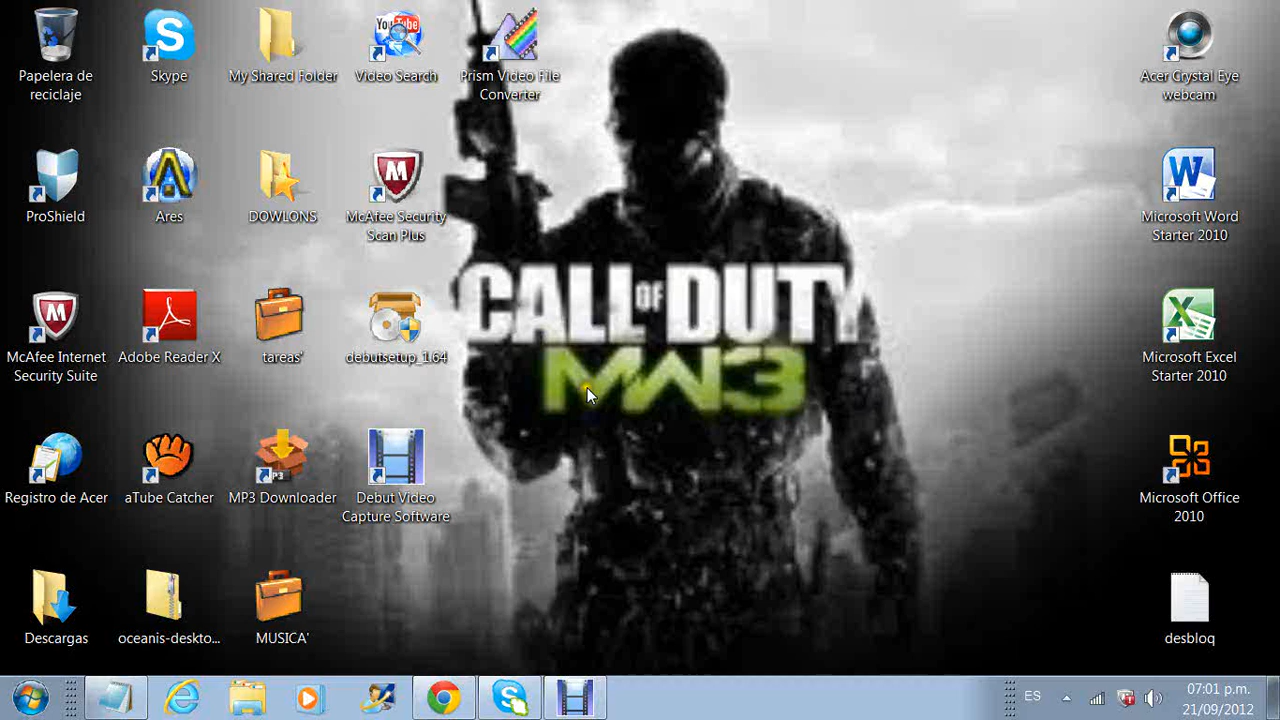 Papelera de
reciclaje
Skype
My Shared Folder
You Tube
Video Search
Prism Video File
Converter
Acer Crystal Eye
webcam
ProShield
Ares
DOWLONS
McAfee Security
Scan Plus
Microsoft Word
Starter 2010
McAfee Internet
Security Suite
Adobe Reader X
tareas'
debutsetup_1.64
Microsoft Excel
Starter 2010
CALL OF DUTY
MW3
Registro de Acer
aTube Catcher
MP3 Downloader
Debut Video
Capture Software
Microsoft Office
2010
Descargas
oceanis-deskto...
MUSICA'
desbloq
ES
07:01 p.m.
21/09/2012